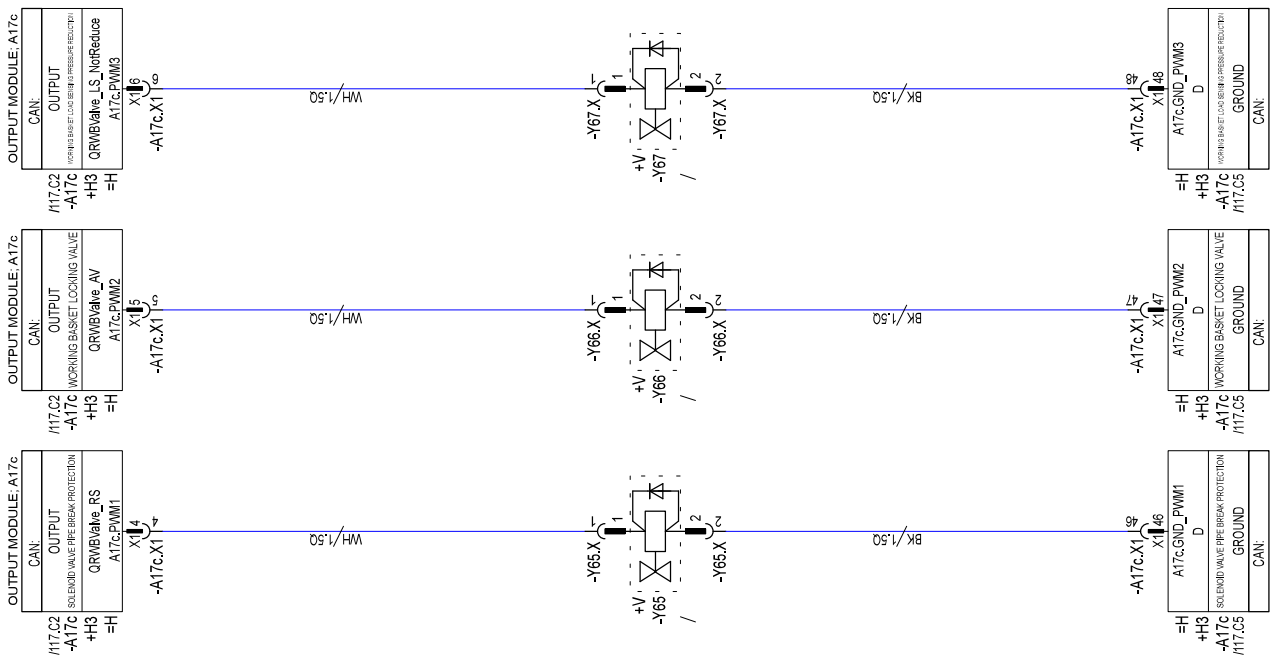 OUTPUT MODULE; A17c
CAN:
OUTPUT
WORKING BASKET LOAD SENSING PRESSURE REDUCTION
QRWBValve_LS_NotReduce
A17c.PWM3
/117.C2
-A17c
+H3
=H
X1
6
6
-A17c.X1
WH/1.5Q
-Y67.X
1
1
+V
-Y67
/
2
2
-Y67.X
BK/1.5Q
48
-A17c.X1
X1
48
A17c.GND_PWM3
D
WORKING BASKET LOAD SENSING PRESSURE REDUCTION
GROUND
CAN:
=H
+H3
-A17c
/117.C5
OUTPUT MODULE; A17c
CAN:
OUTPUT
WORKING BASKET LOCKING VALVE
QRWBValve_AV
A17c.PWM2
/117.C2
-A17c
+H3
=H
X1
5
5
-A17c.X1
WH/1.5Q
-Y66.X
1
1
+V
-Y66
/
2
2
-Y66.X
BK/1.5Q
47
-A17c.X1
X1
47
A17c.GND_PWM2
D
WORKING BASKET LOCKING VALVE
GROUND
CAN:
=H
+H3
-A17c
/117.C5
OUTPUT MODULE; A17c
CAN:
OUTPUT
SOLENOID VALVE PIPE BREAK PROTECTION
QRWBValve_RS
A17c.PWM1
/117.C2
-A17c
+H3
=H
X1
4
4
-A17c.X1
WH/1.5Q
-Y65.X
1
1
+V
-Y65
/
2
2
-Y65.X
BK/1.5Q
46
-A17c.X1
X1
46
A17c.GND_PWM1
D
SOLENOID VALVE PIPE BREAK PROTECTION
GROUND
CAN:
=H
+H3
-A17c
/117.C5